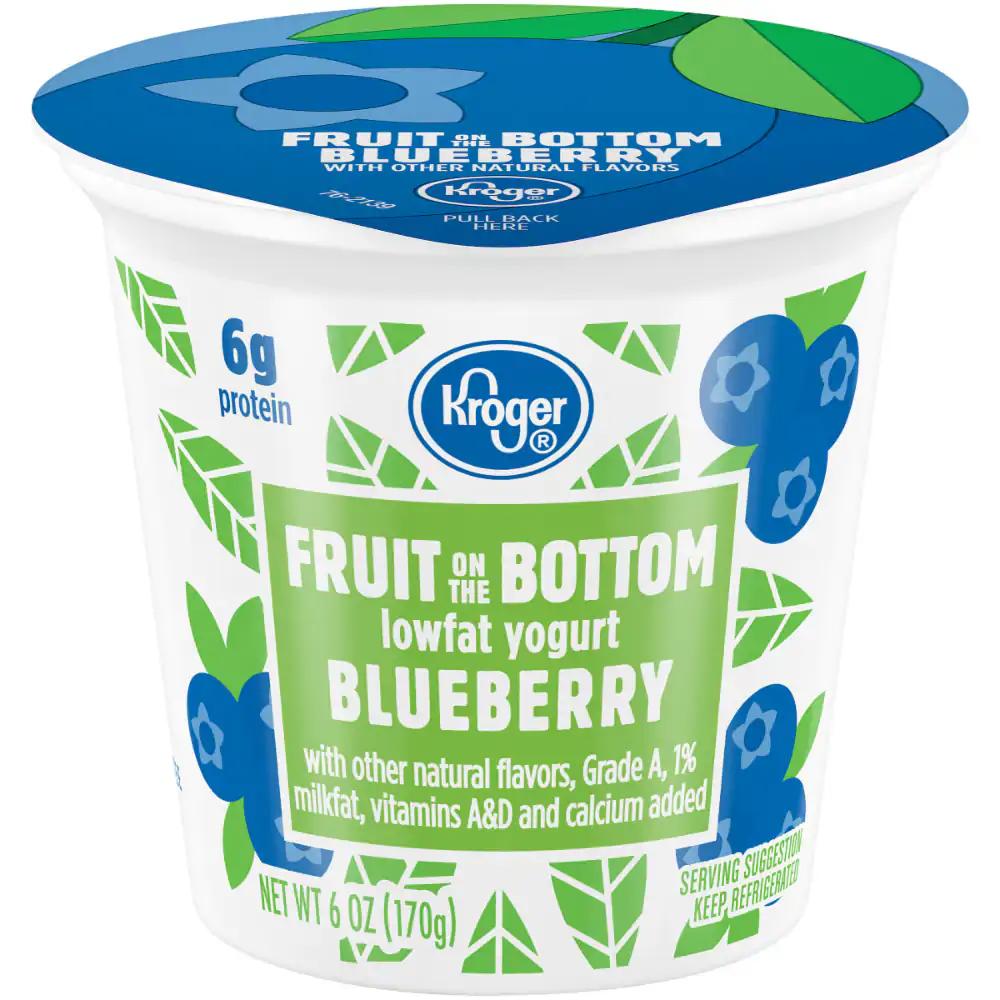 FRUIT ON THE BOTTOM
BLUEBERRY
WITH OTHER NATURAL FLAVORS
76-2139
Kroger®
PULL BACK
HERE
6g
protein
Kroger®
FRUIT ON THE BOTTOM
lowfat yogurt
BLUEBERRY
with other natural flavors, Grade A, 1%
milkfat, vitamins A&D and calcium added
SERVING SUGGESTION
KEEP REFRIGERATED
NET WT 6 OZ (170g)